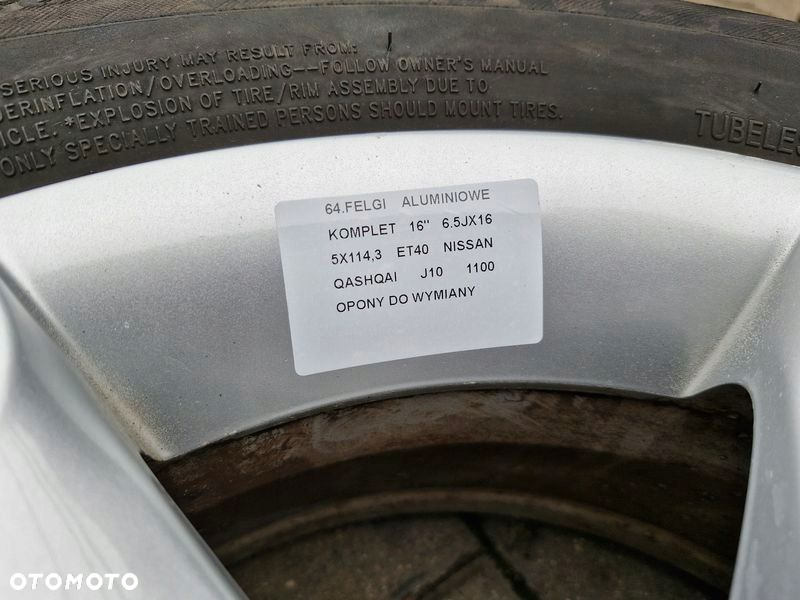 SERIOUS INJURY MAY RESULT FROM:
DERINFLATION/OVERLOADING--FOLLOW OWNER'S MANUAL
ICLE.*EXPLOSION OF TIRE/RIM ASSEMBLY DUE TO
ONLY SPECIALLY TRAINED PERSONS SHOULD MOUNT TIRES.
TUBELES
64.FELGI ALUMINIOWE
KOMPLET 16" 6.5JX16
5X114,3 ET40 NISSAN
QASHQAI J10 1100
OPONY DO WYMIANY
OTOMOTO